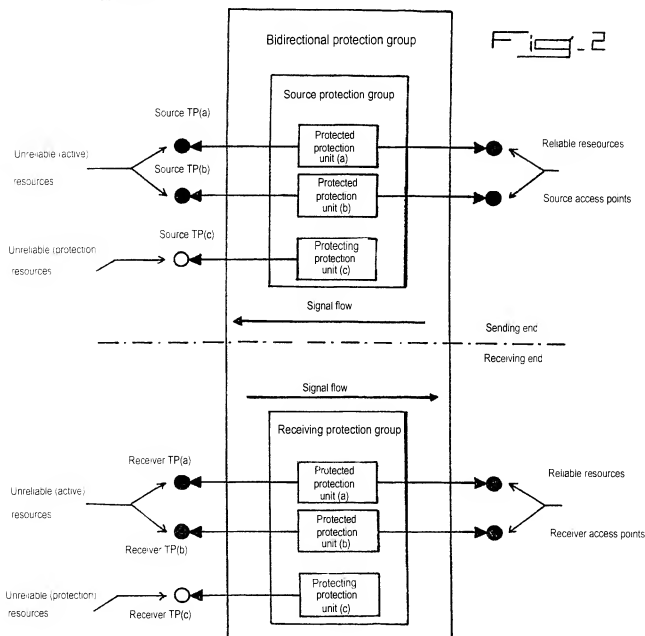 Bidirectional protection group
Fig.2
Source protection group
Source TP(a)
Protected
protection
unit (a)
Reliable reseources
Unreliable (active)
resources
Source TP(b)
Protected
protection
unit (b)
Source access points
Source TP(c)
Unreliable (protection
resources
Protecting
protection
unit (c)
Signal flow
Sending end
Receiving end
Signal flow
Receiving protection group
Receiver TP(a)
Protected
protection
unit (a)
Reliable resources
Unreliable (active)
resources
Protected
protection
unit (b)
Receiver access points
Receiver TP(b)
Unreliable (protection)
resources
Protecting
protection
unit (c)
Receiver TP(c)